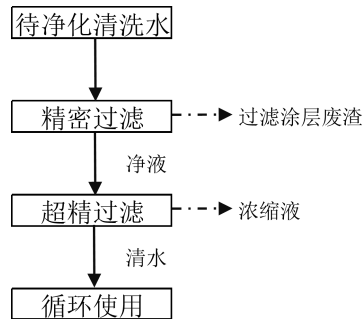 待净化清洗水
精密过滤
过滤涂层废渣
净液
超精过滤
浓缩液
清水
循环使用